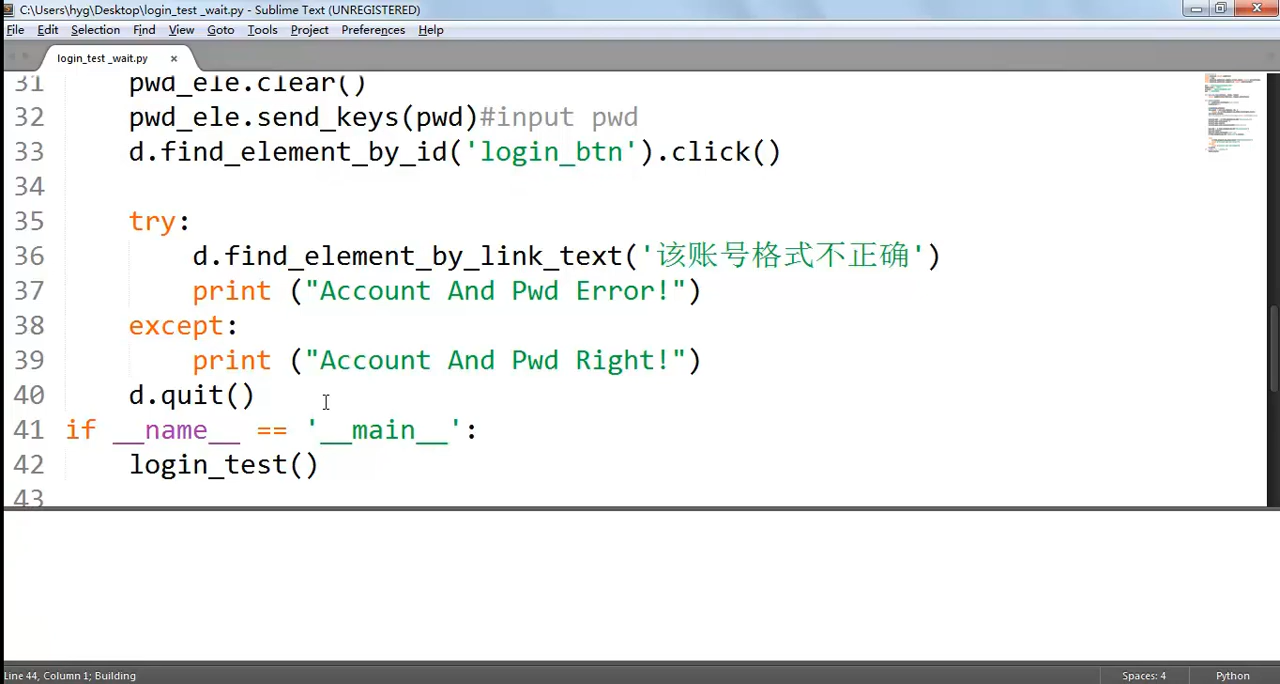 C:\Users\hyg\Desktop\login_test _wait.py - Sublime Text (UNREGISTERED)
File Edit Selection Find View Goto Tools Project Preferences Help
login_test _wait.py
31 pwd_ele.clear()
32 pwd_ele.send_keys(pwd)#input pwd
33 d.find_element_by_id('login_btn').click()
34
35 try:
36 d.find_element_by_link_text('该账号格式不正确')
37 print ("Account And Pwd Error!")
38 except:
39 print ("Account And Pwd Right!")
40 d.quit()
41 if __name__ == '__main__':
42 login_test()
43
Line 44, Column 1; Building
Spaces: 4
Python